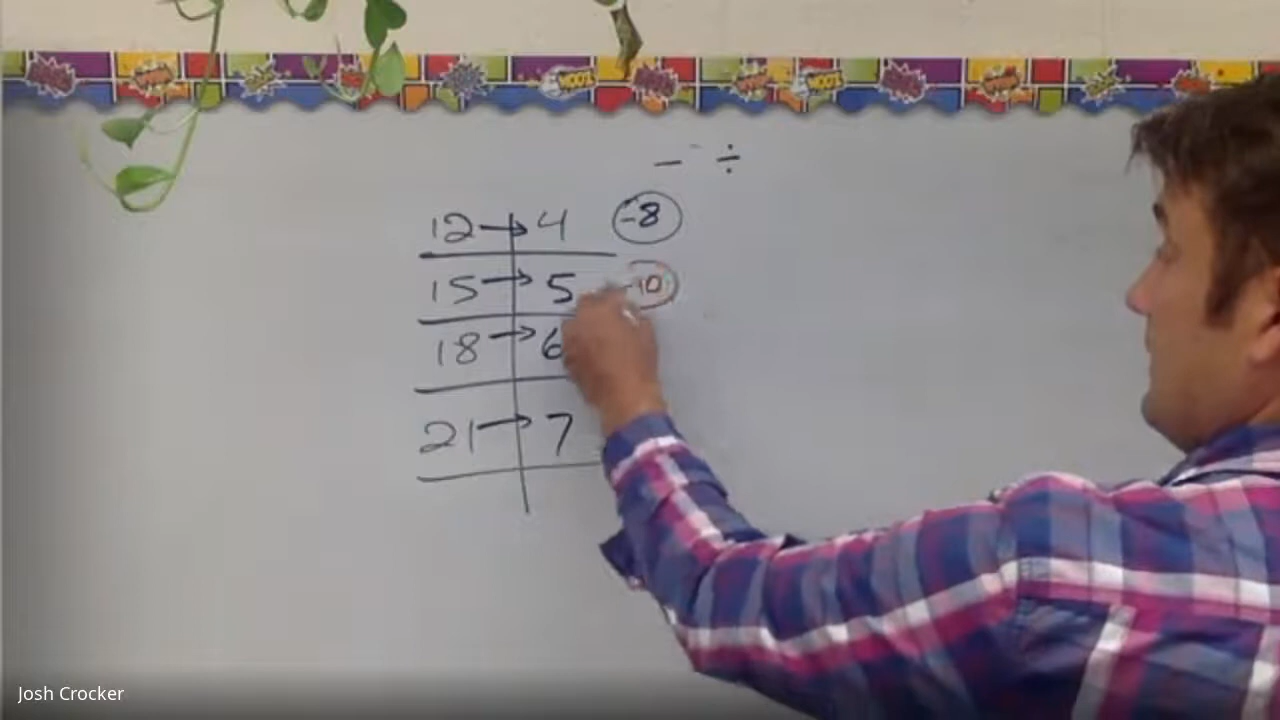 − ÷
12 → 4 -8
15 → 5 -10
18 → 6
21 → 7
Josh Crocker